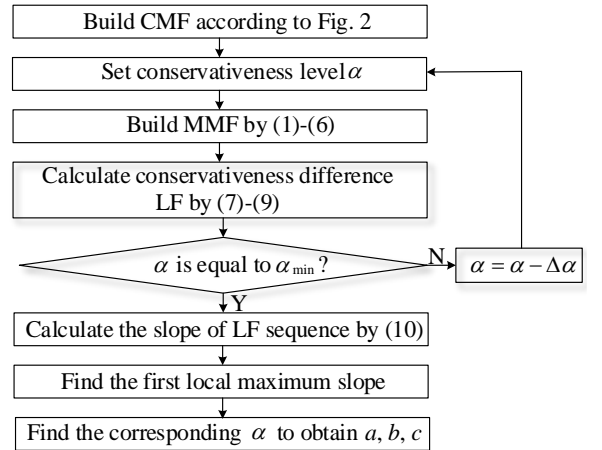 Build CMF according to Fig. 2
Set conservativeness level α
Build MMF by (1)-(6)
Calculate conservativeness difference
LF by (7)-(9)
α is equal to αmin ?
N
α = α − Δα
Y
Calculate the slope of LF sequence by (10)
Find the first local maximum slope
Find the corresponding α to obtain a, b, c